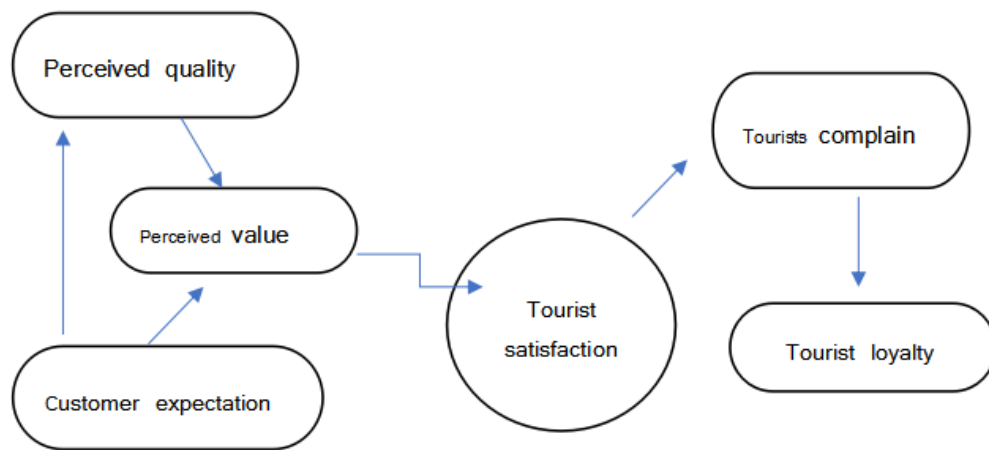 Perceived quality
Tourists complain
Perceived value
Tourist
satisfaction
Tourist loyalty
Customer expectation